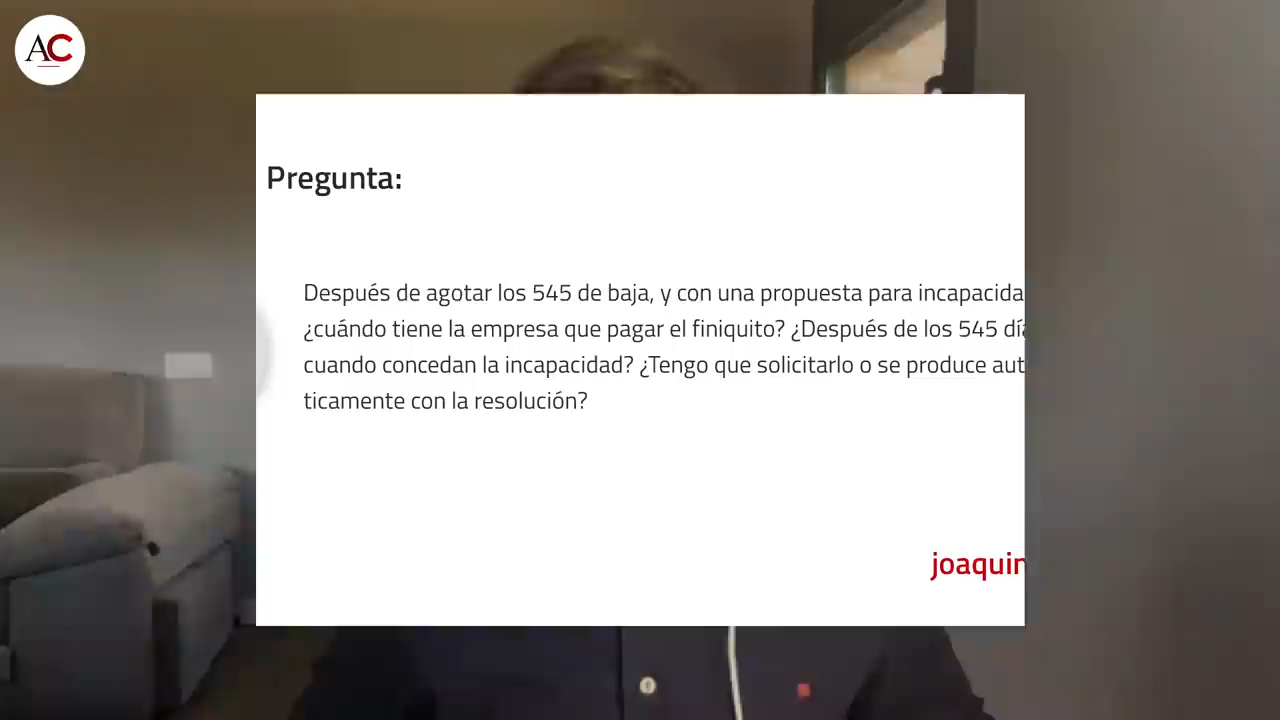 AC
Pregunta:
Después de agotar los 545 de baja, y con una propuesta para incapacida
¿cuándo tiene la empresa que pagar el finiquito? ¿Después de los 545 día
cuando concedan la incapacidad? ¿Tengo que solicitarlo o se produce aut
ticamente con la resolución?
joaquin